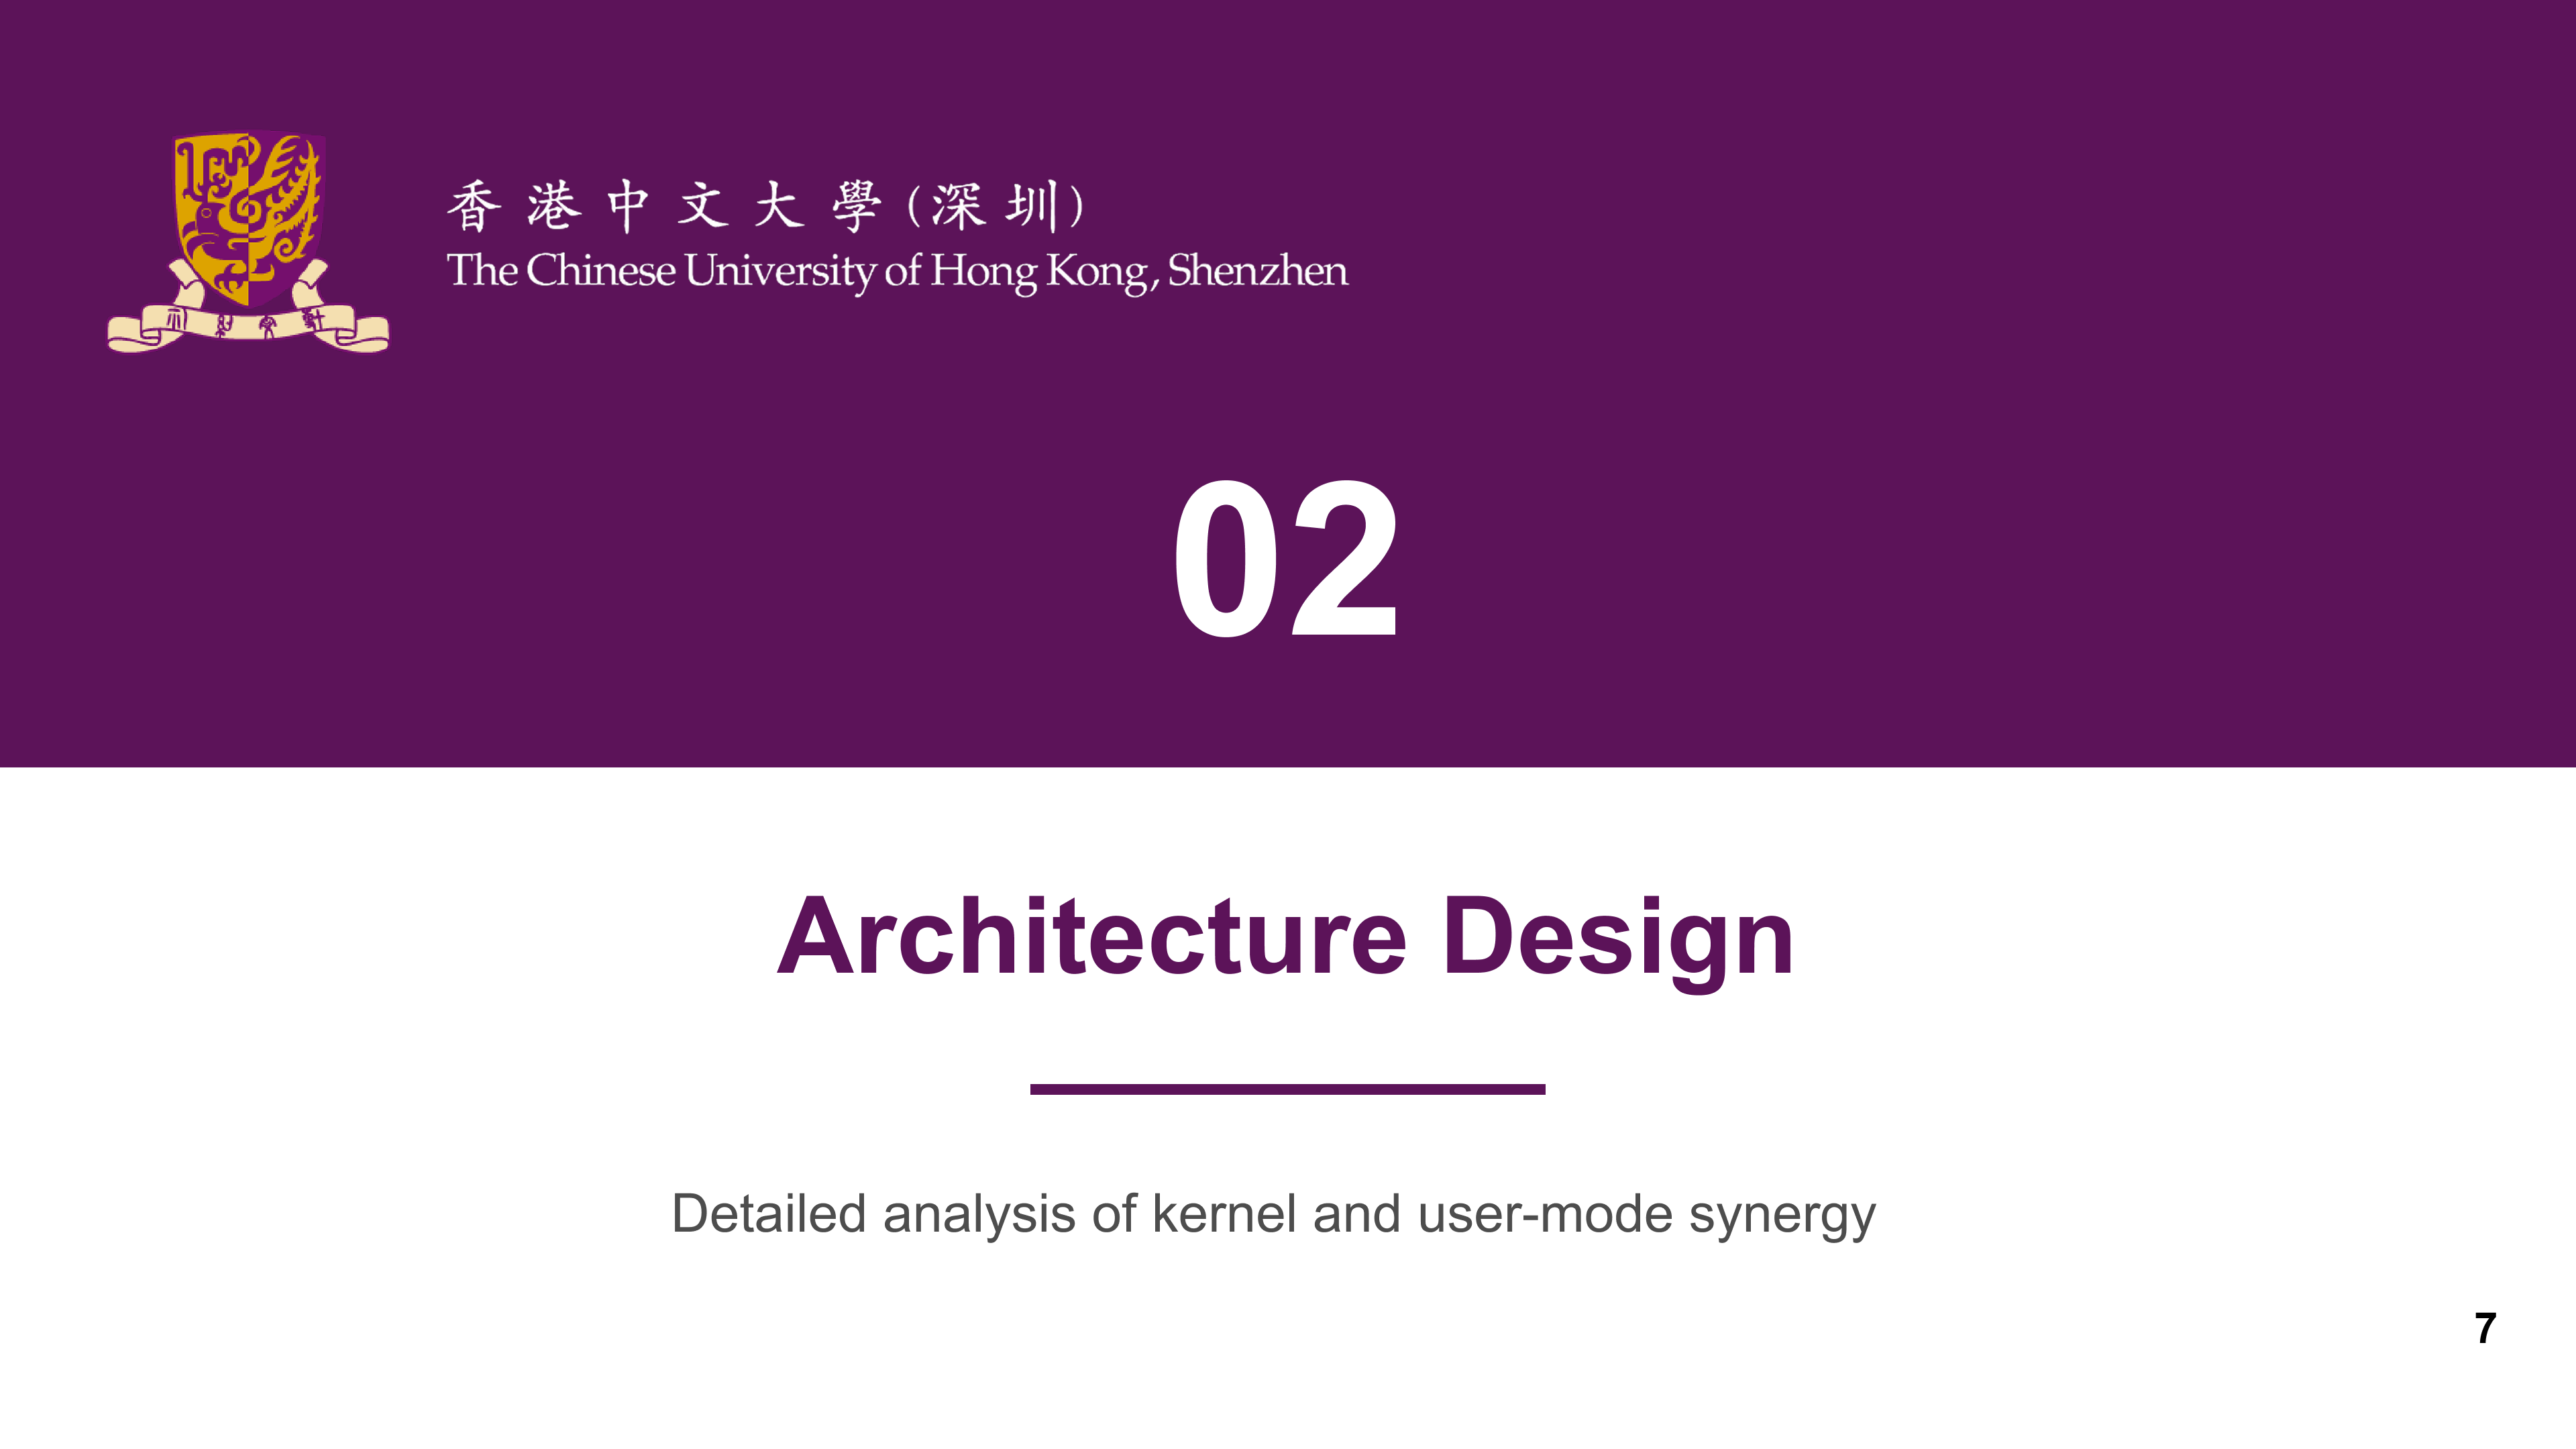 香港中文大學(深圳)
The Chinese University of Hong Kong, Shenzhen
02
Architecture Design
Detailed analysis of kernel and user-mode synergy
7